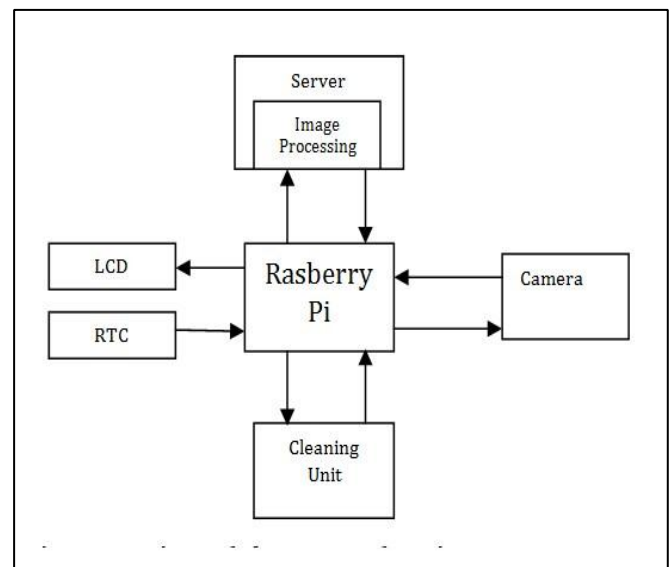 Server
Image
Processing
LCD
Rasberry
Pi
Camera
RTC
Cleaning
Unit